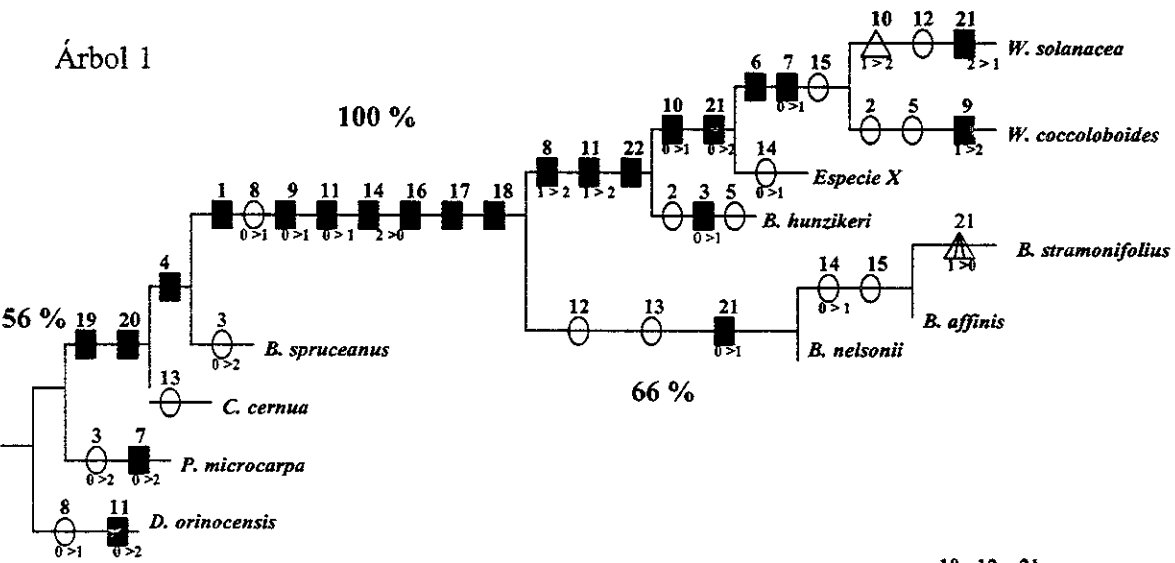 Árbol 1
10 12 21
1 > 2 2 > 1
W. solanacea
6 7 15
0 >1
100 %
2 5 9
1 > 2
W. coccoloboides
10 21
0 >1 0 >2
14
0 >1
Especie X
8 11 22
1 > 2 1 > 2
2 3 5
0 >1
B. hunzikeri
1 8 9 11 14 16 17 18
0 >1 0 >1 0 > 1 2 >0
21
1 >0
B. stramonifolius
14 15
0 > 1
B. affinis
4
12 13 21
0 >1
B. nelsonii
66 %
56 %
19 20
3
0 >2
B. spruceanus
13
C. cernua
3 7
0 >2 0 >2
P. microcarpa
8 11
0 >1 0 >2
D. orinocensis